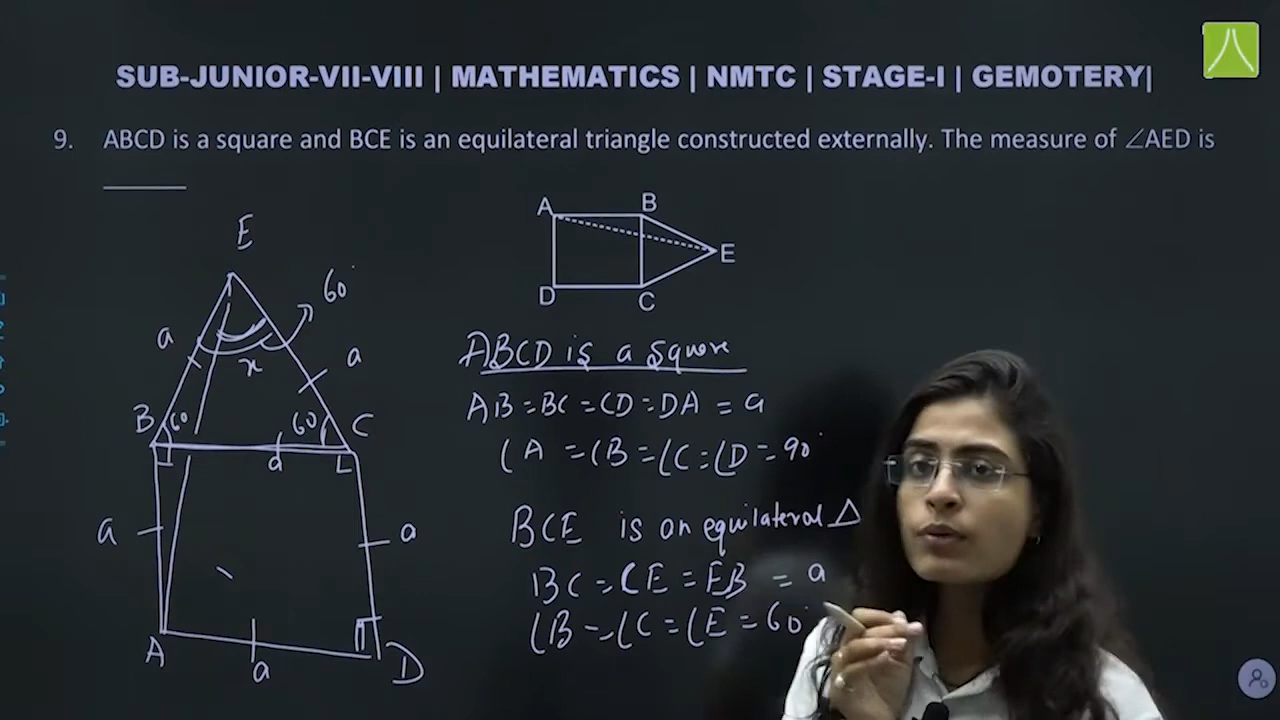 SUB-JUNIOR-VII-VIII | MATHEMATICS | NMTC | STAGE-I | GEMOTERY|
9. ABCD is a square and BCE is an equilateral triangle constructed externally. The measure of ∠AED is
A B
E
D C
E
60°
a
x
a
B 60 60 C
a
a a
A D
a
ABCD is a square
AB=BC=CD=DA=a
∠A=∠B=∠C=∠D=90°
BCE is an equilateral Δ
BC=CE=EB=a
∠B=∠C=∠E=60°